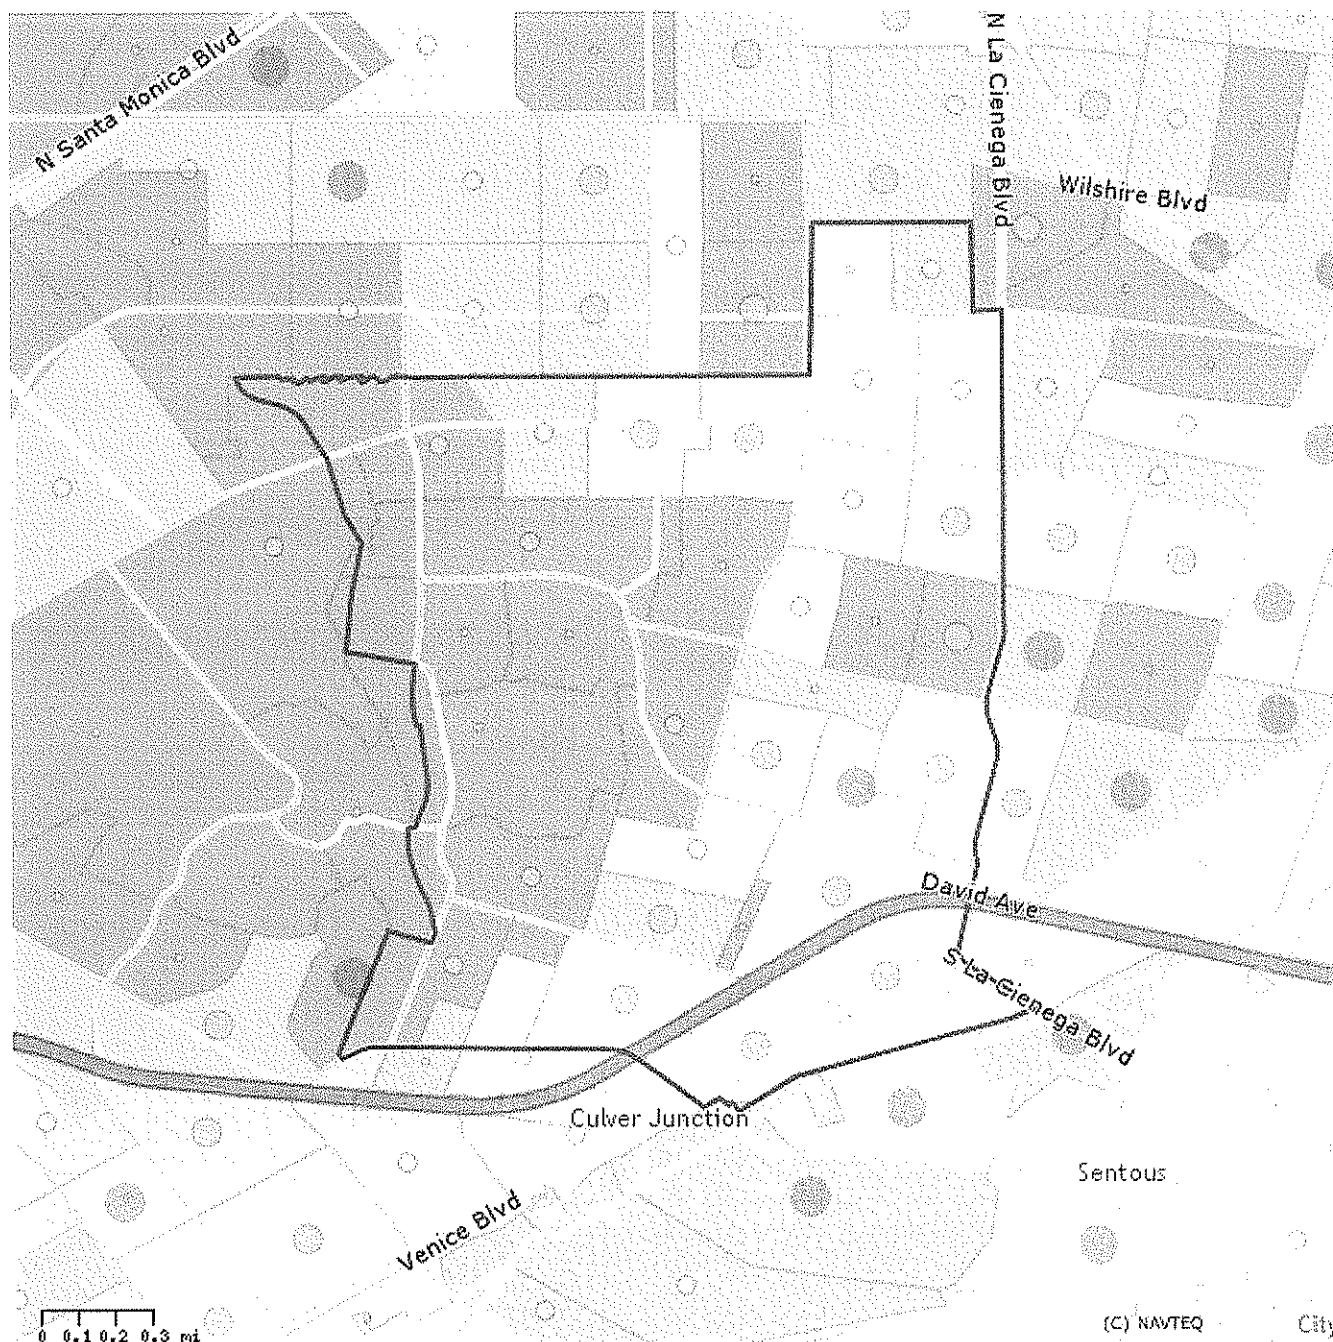 N Santa Monica Blvd
N La Cienega Blvd
Wilshire Blvd
David Ave
S La Cienega Blvd
Culver Junction
Sentous
Venice Blvd
0 0.1 0.2 0.3 mi
(C) NAVTEQ
City